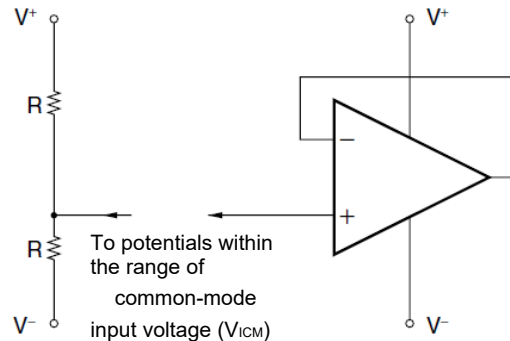 V⁺
V⁺
R
−
+
R
To potentials within
the range of
common-mode
input voltage (VICM)
V⁻
V⁻